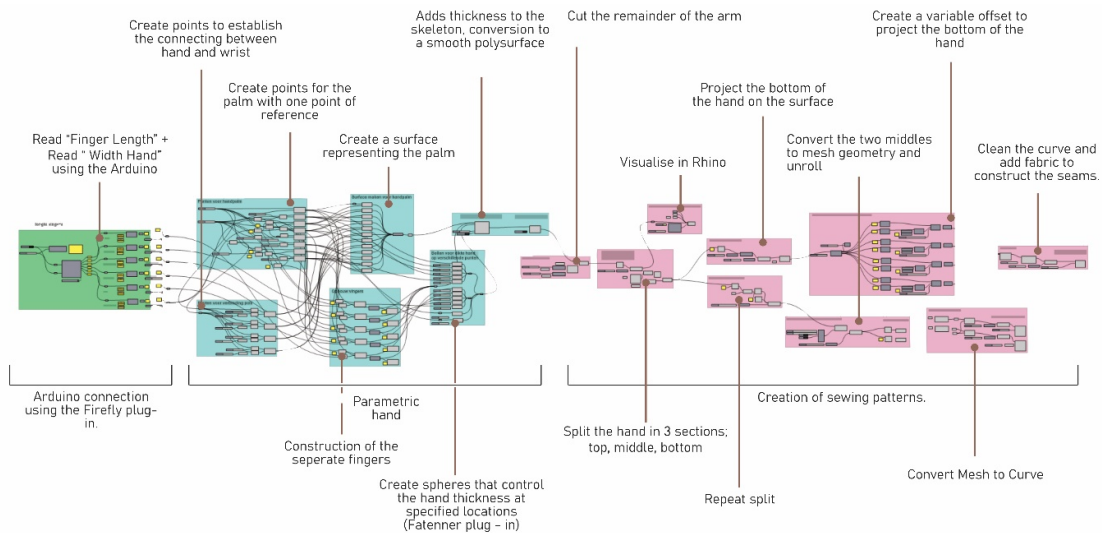 Create points to establish
the connecting between
hand and wrist
Adds thickness to the
skeleton, conversion to
a smooth polysurface
Cut the remainder of the arm
Create a variable offset to
project the bottom of the
hand
Create points for the
palm with one point of
reference
Project the bottom of
the hand on the surface
Read “Finger Length” +
Read “ Width Hand”
using the Arduino
Create a surface
representing the palm
Visualise in Rhino
Convert the two middles
to mesh geometry and
unroll
Clean the curve and
add fabric to
construct the seams.
Arduino connection
using the Firefly plug-
in.
Parametric
hand
Creation of sewing patterns.
Construction of the
seperate fingers
Create spheres that control
the hand thickness at
specified locations
(Fatenner plug - in)
Split the hand in 3 sections;
top, middle, bottom
Repeat split
Convert Mesh to Curve